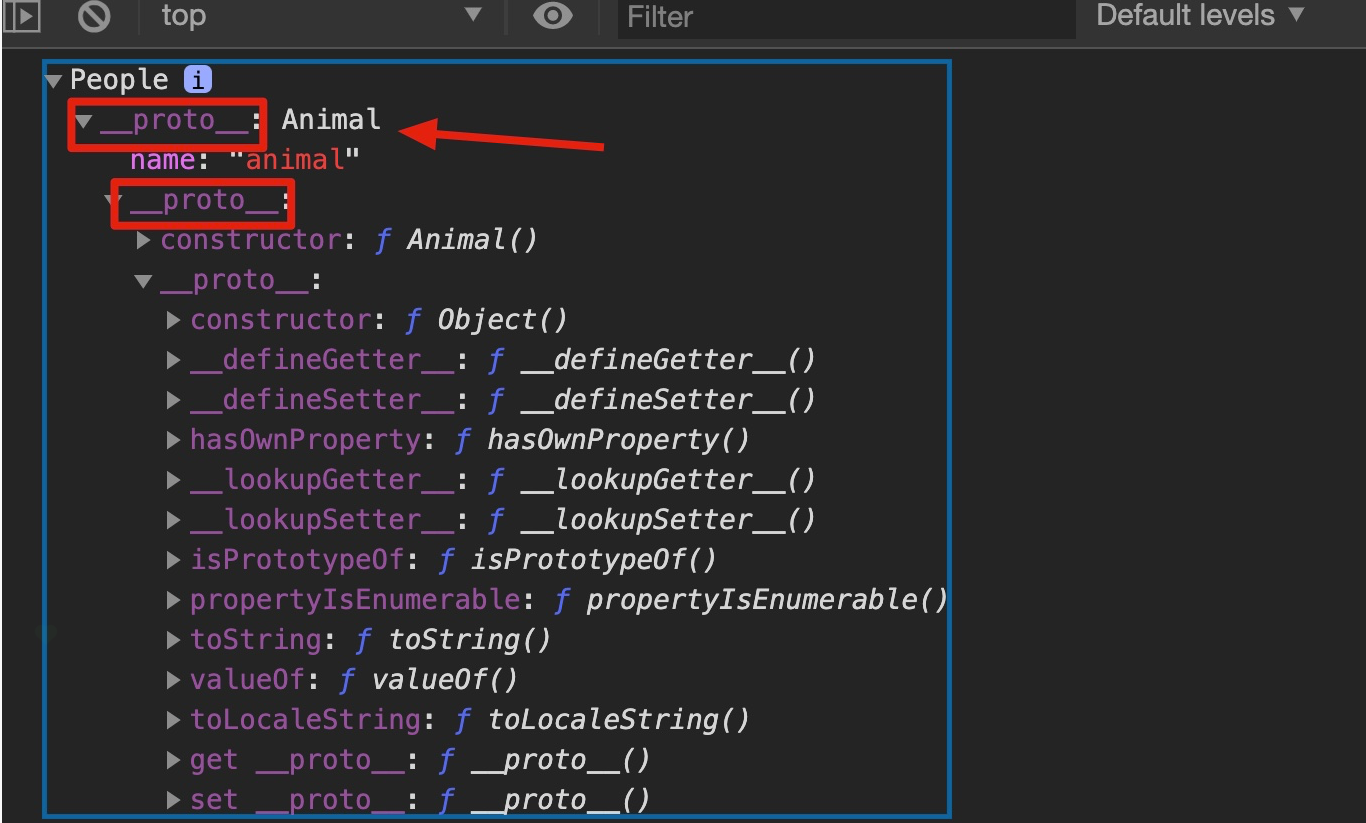 top Filter Default levels ▼
▼ People i
▼ __proto__: Animal
name: "animal"
▼ __proto__:
▶ constructor: ƒ Animal()
▼ __proto__:
▶ constructor: ƒ Object()
▶ __defineGetter__: ƒ __defineGetter__()
▶ __defineSetter__: ƒ __defineSetter__()
▶ hasOwnProperty: ƒ hasOwnProperty()
▶ __lookupGetter__: ƒ __lookupGetter__()
▶ __lookupSetter__: ƒ __lookupSetter__()
▶ isPrototypeOf: ƒ isPrototypeOf()
▶ propertyIsEnumerable: ƒ propertyIsEnumerable()
▶ toString: ƒ toString()
▶ valueOf: ƒ valueOf()
▶ toLocaleString: ƒ toLocaleString()
▶ get __proto__: ƒ __proto__()
▶ set __proto__: ƒ __proto__()